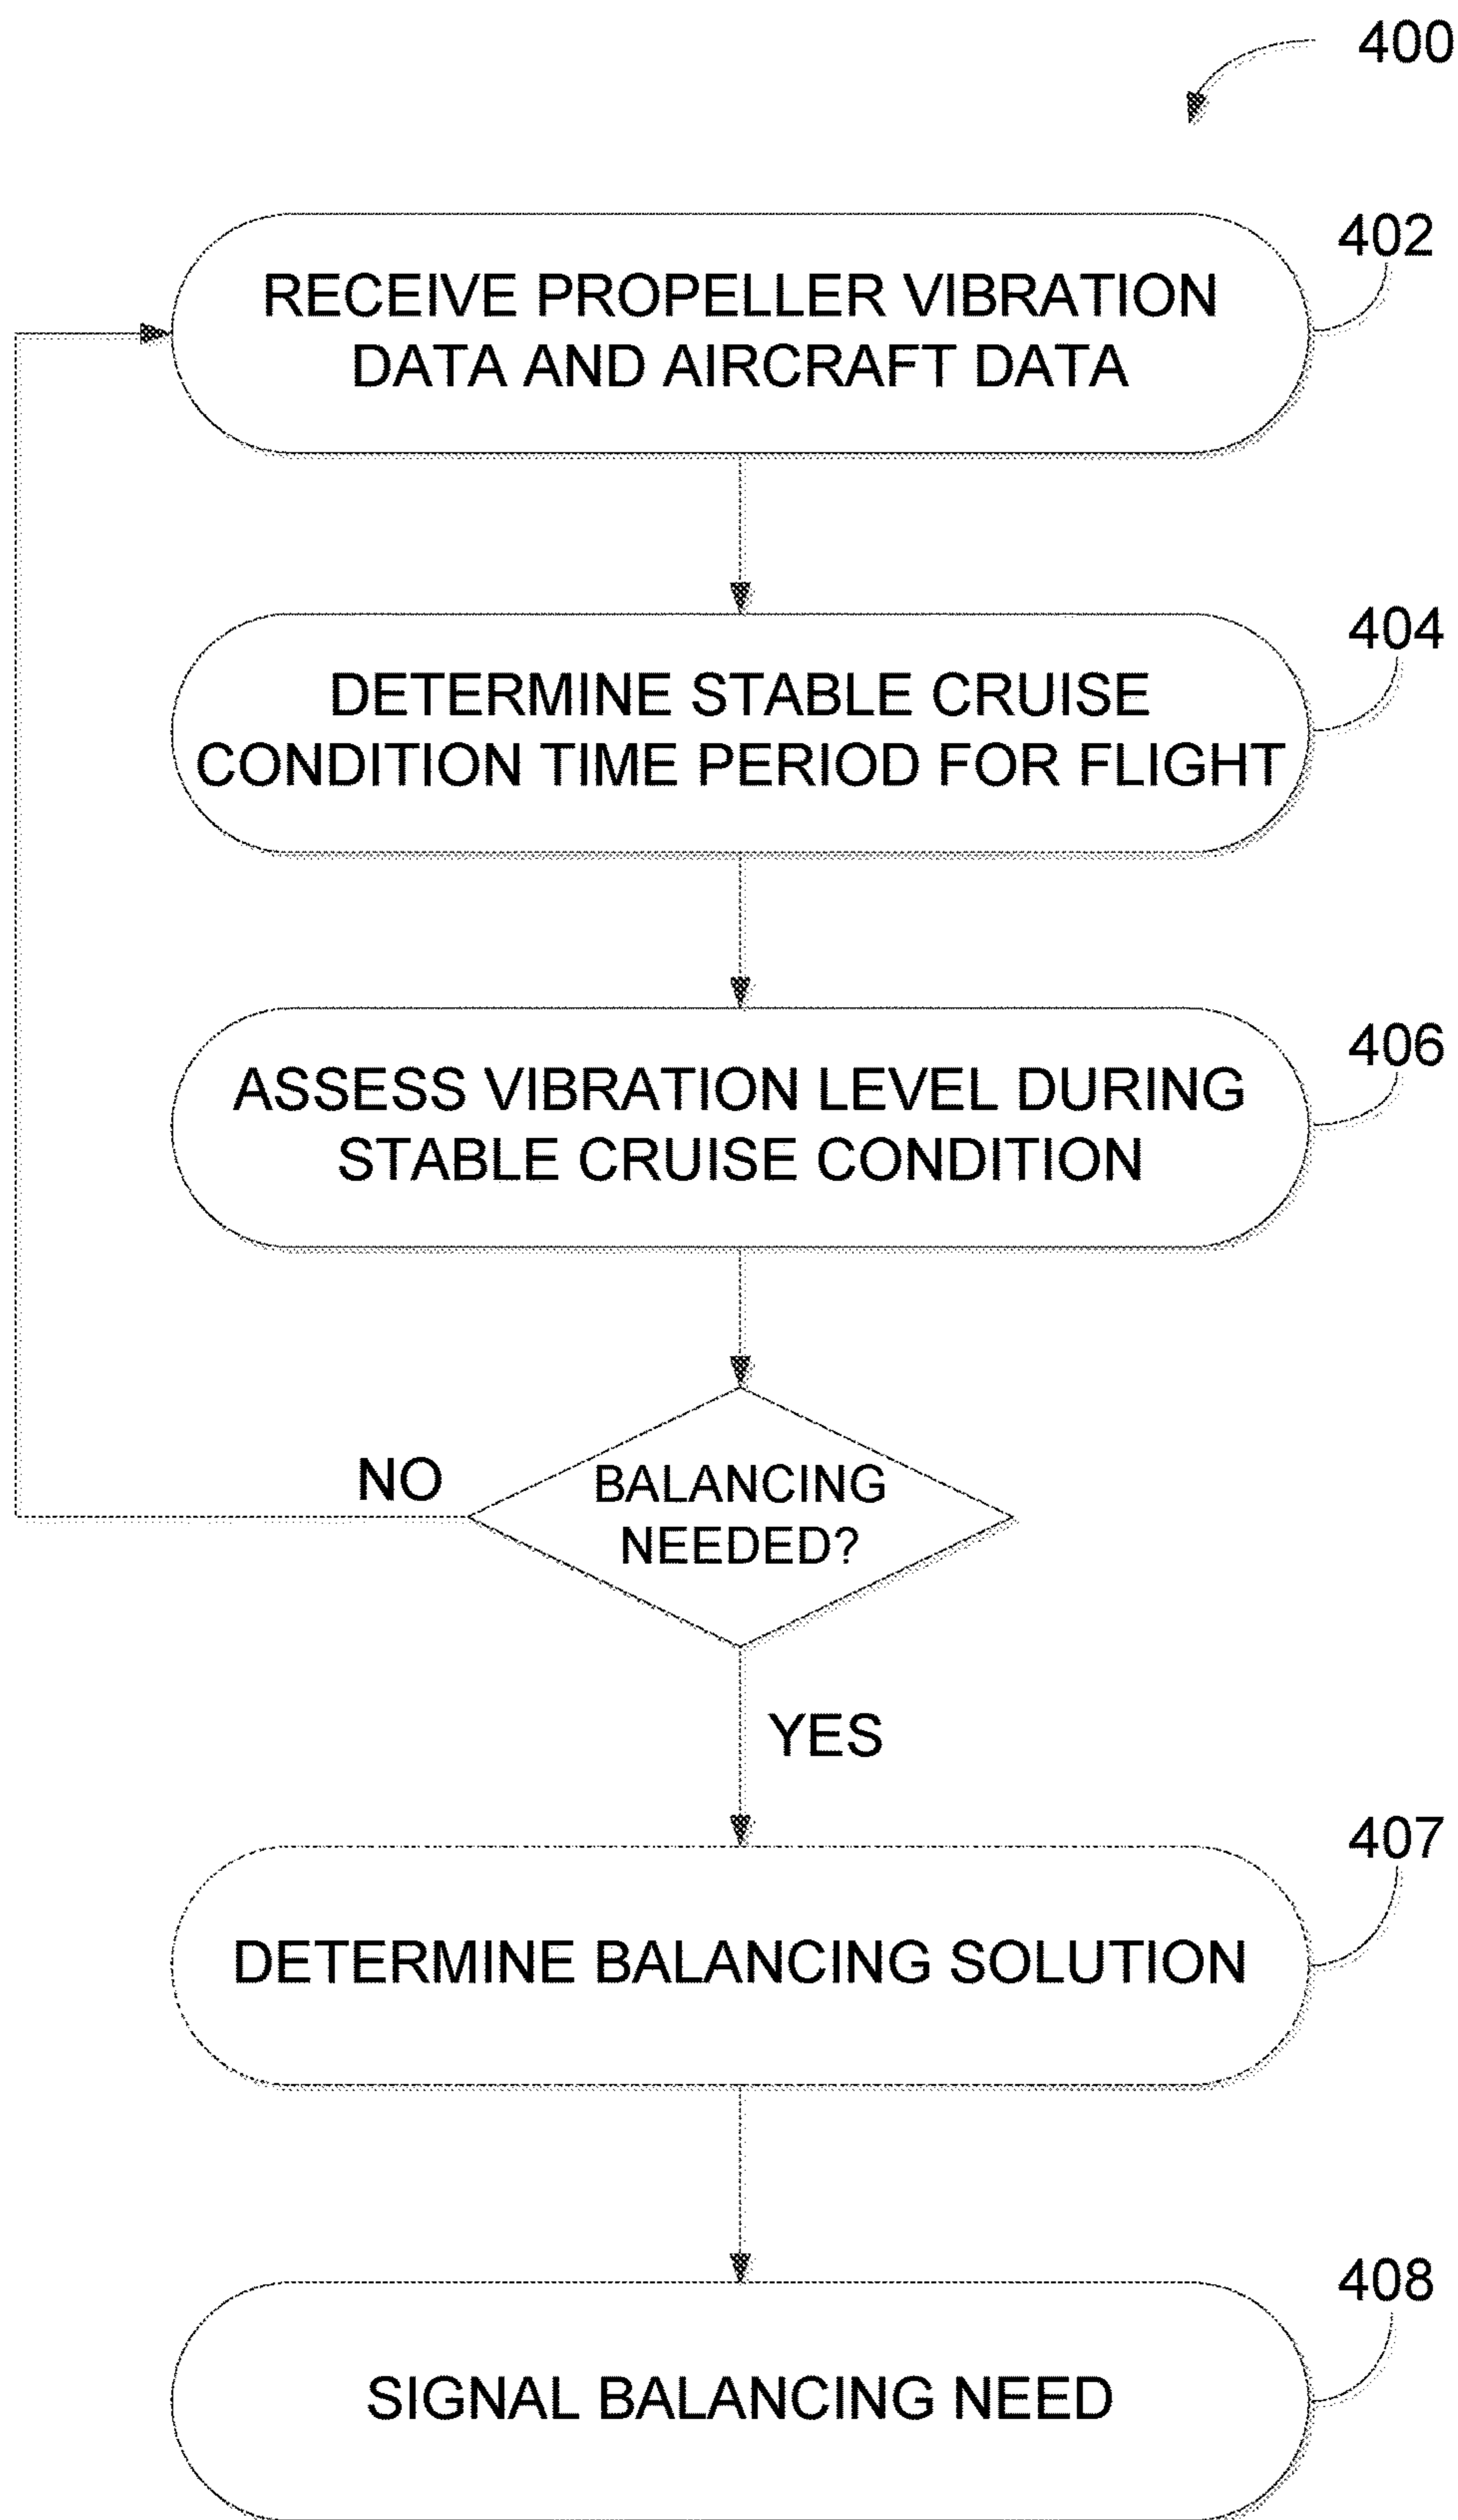 400
402
RECEIVE PROPELLER VIBRATION
DATA AND AIRCRAFT DATA
404
DETERMINE STABLE CRUISE
CONDITION TIME PERIOD FOR FLIGHT
406
ASSESS VIBRATION LEVEL DURING
STABLE CRUISE CONDITION
NO
BALANCING
NEEDED?
YES
407
DETERMINE BALANCING SOLUTION
408
SIGNAL BALANCING NEED